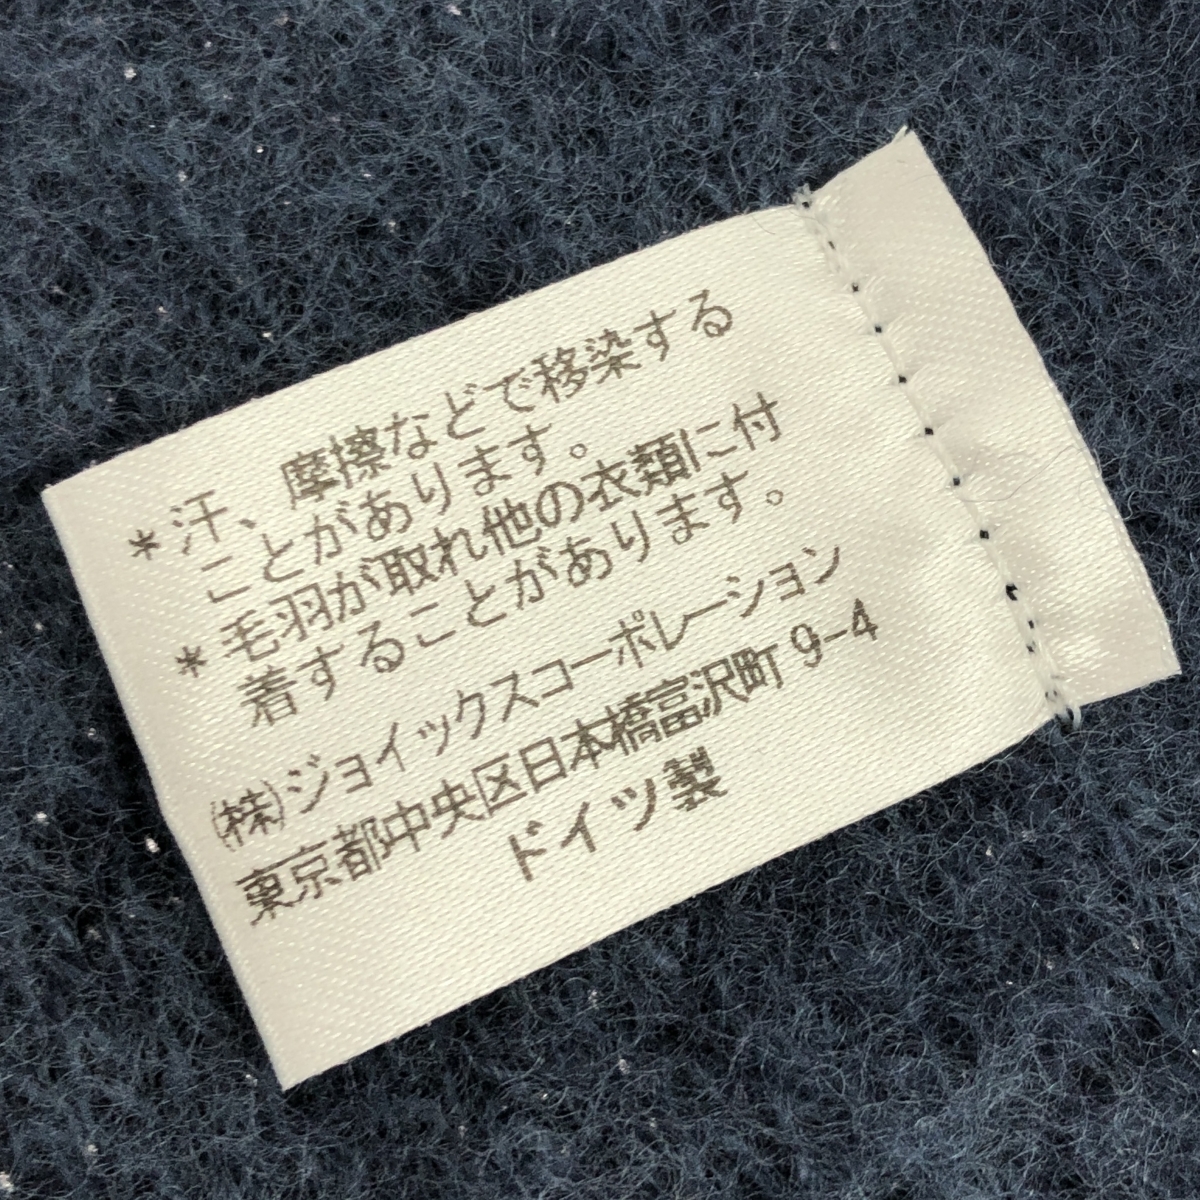 *汗、摩擦などで移染する
ことがあります。
*毛羽が取れ他の衣類に付
着することがあります。
(株)ジョイックスコーポレーション
東京都中央区日本橋富沢町9-4
ドイツ製